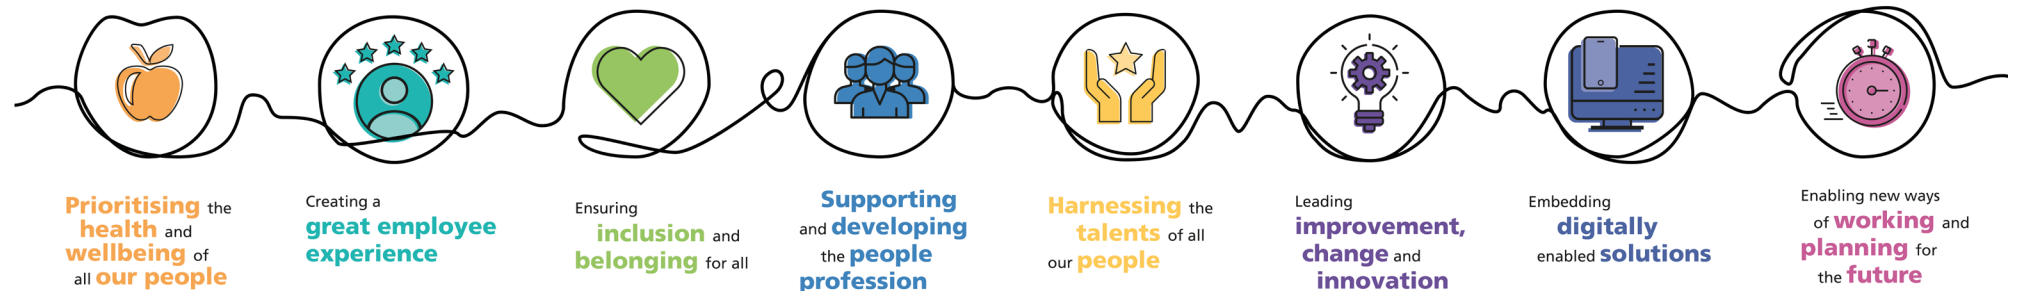 Prioritising the
health and
wellbeing of
all our people
Creating a
great employee
experience
Ensuring
inclusion and
belonging for all
Supporting
and developing
the people
profession
Harnessing the
talents of all
our people
Leading
improvement,
change and
innovation
Embedding
digitally
enabled solutions
Enabling new ways
of working and
planning for
the future